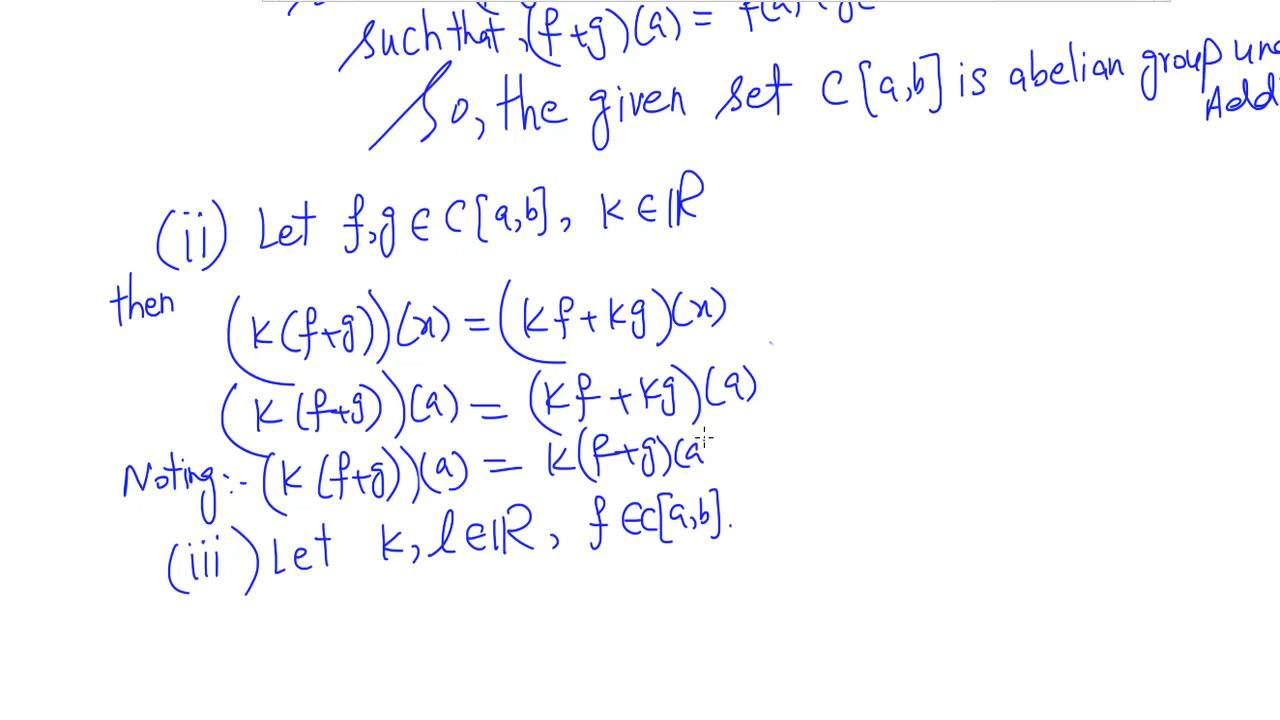 such that, (f+g)(a) =
So, the given set C[a,b] is abelian group
Add
(ii) Let f,g ∈ C[a,b], k ∈ ℝ
then
(k(f+g))(x) = (kf+kg)(x)
(k(f+g))(a) = (kf+kg)(a)
Noting:- (k(f+g))(a) = k(f+g)(a
(iii) Let k, l ∈ ℝ, f ∈ C[a,b].